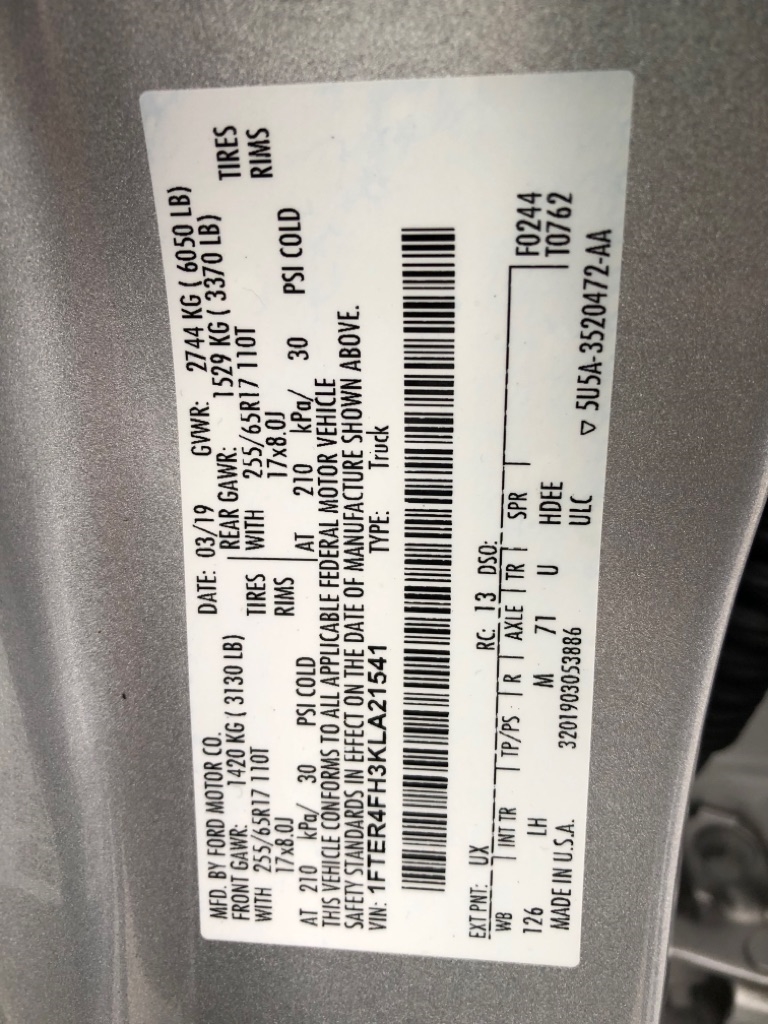 MFD. BY FORD MOTOR CO. DATE: 03/19 GVWR: 2744 KG ( 6050 LB)
FRONT GAWR: 1420 KG ( 3130 LB) REAR GAWR: 1529 KG ( 3370 LB)
WITH 255/65R17 110T TIRES WITH 255/65R17 110T TIRES
17x8.0J RIMS 17x8.0J RIMS
AT 210 kPa/ 30 PSI COLD AT 210 kPa/ 30 PSI COLD
THIS VEHICLE CONFORMS TO ALL APPLICABLE FEDERAL MOTOR VEHICLE
SAFETY STANDARDS IN EFFECT ON THE DATE OF MANUFACTURE SHOWN ABOVE.
VIN: 1FTER4FH3KLA21541 TYPE: Truck
EXT PNT: UX RC: 13 DSO:
WB INT TR TP/PS R AXLE TR SPR F0244
126 LH M 71 U HDEE T0762
MADE IN U.S.A. 3201903053886 ULC
▽ 5U5A-3520472-AA